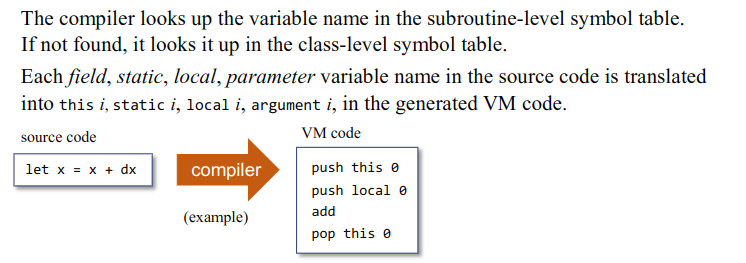 The compiler looks up the variable name in the subroutine-level symbol table.
If not found, it looks it up in the class-level symbol table.
Each field, static, local, parameter variable name in the source code is translated
into this i, static i, local i, argument i, in the generated VM code.
source code
let x = x + dx
compiler
(example)
VM code
push this 0
push local 0
add
pop this 0